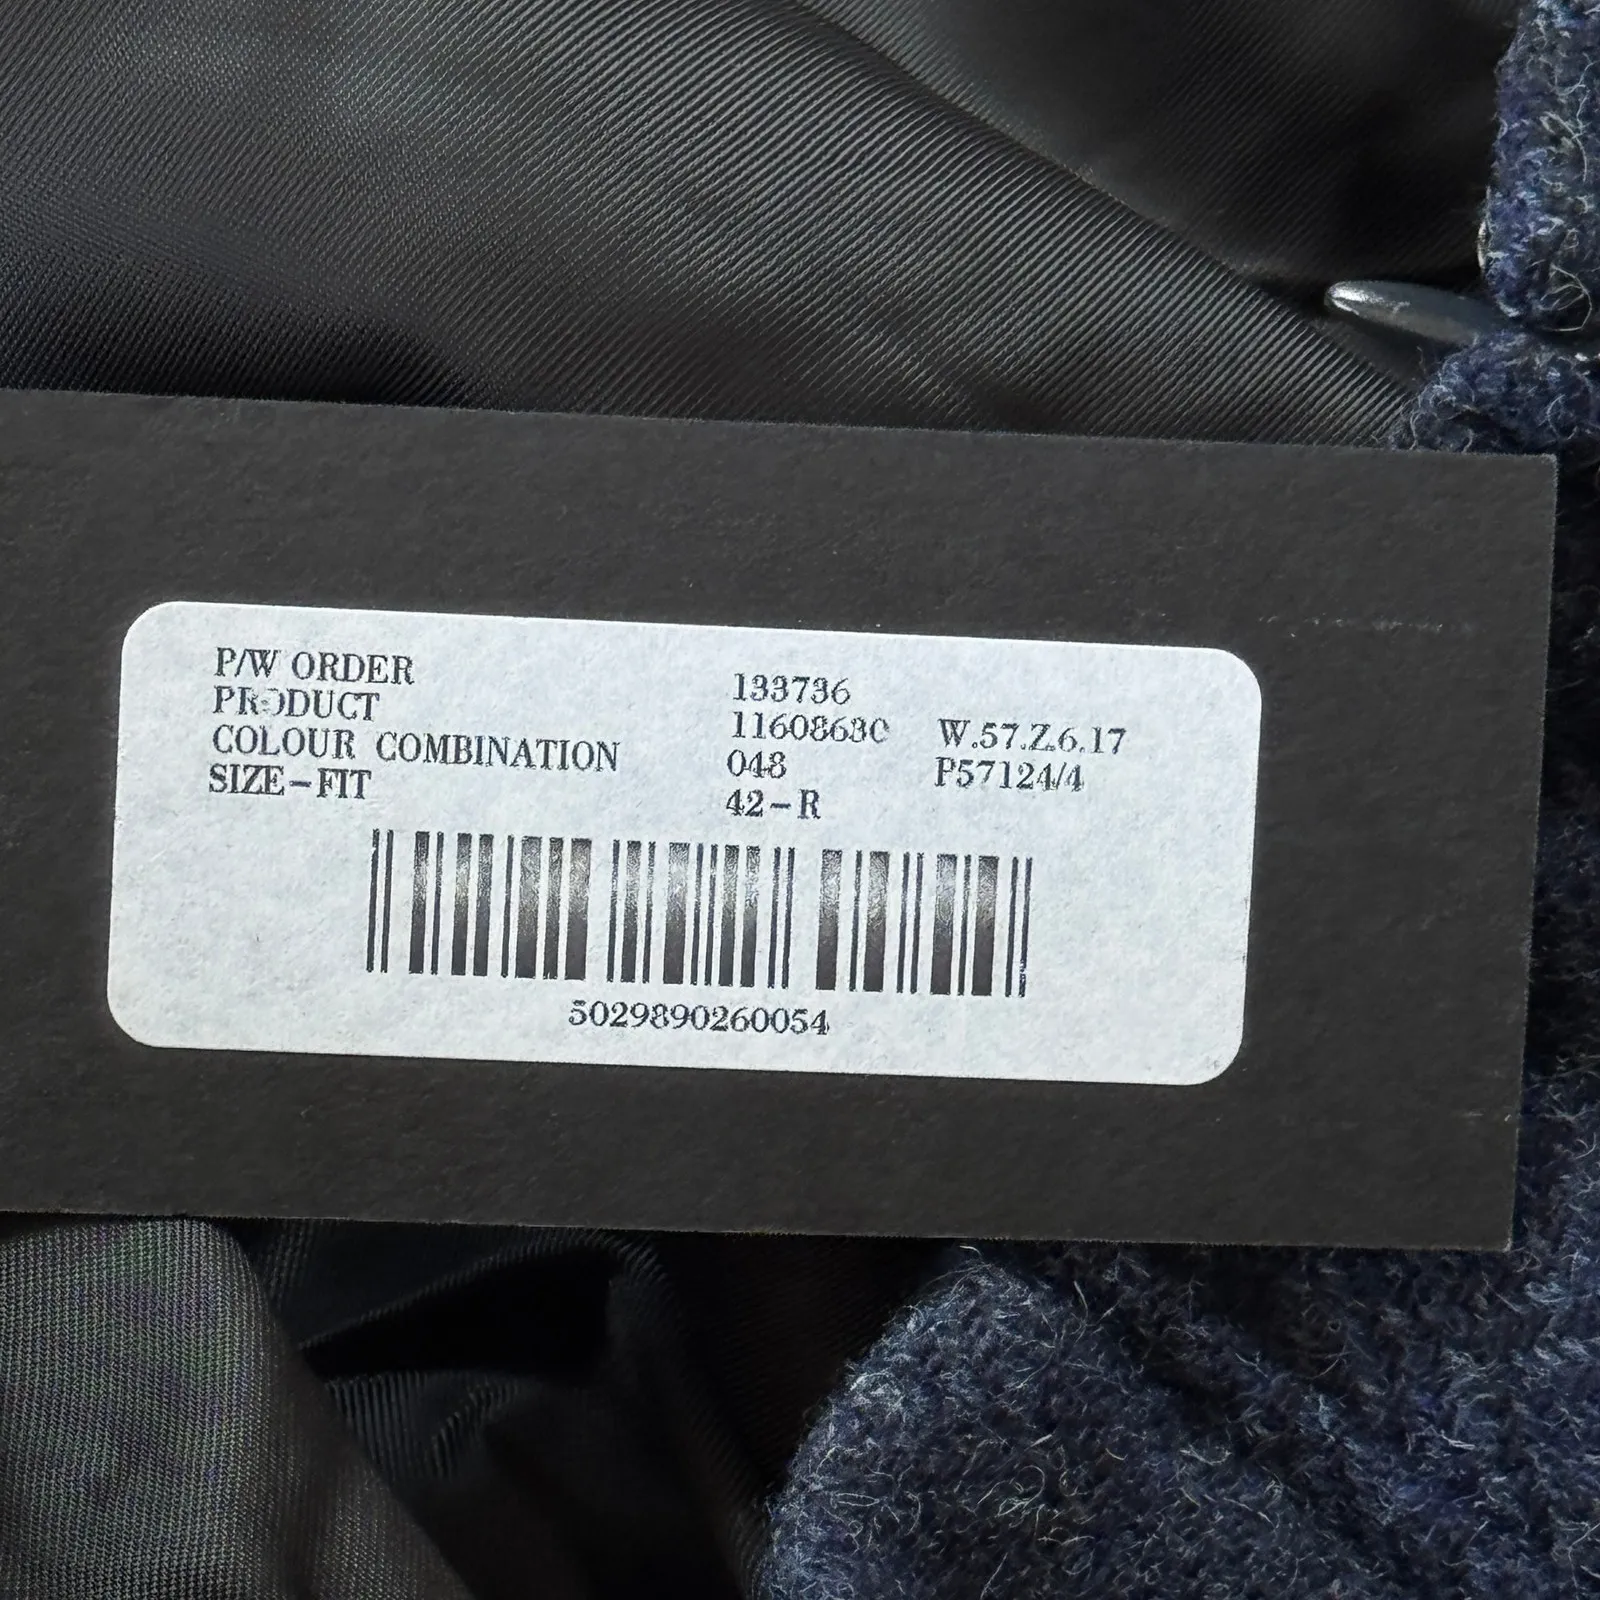 P/W ORDER 133736
PRODUCT 11608630 W.57.Z.6.17
COLOUR COMBINATION 048 P57124/4
SIZE-FIT 42-R
5029890260054